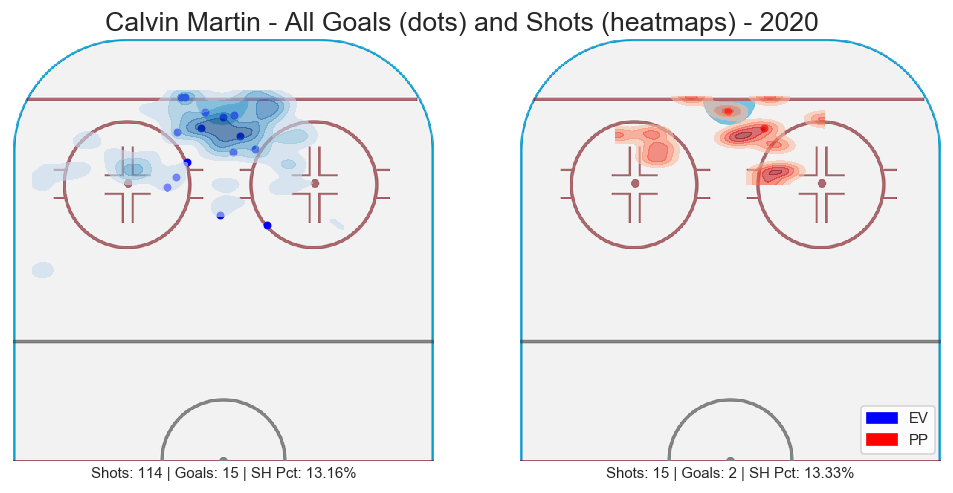 Calvin Martin - All Goals (dots) and Shots (heatmaps) - 2020
EV
PP
Shots: 114 | Goals: 15 | SH Pct: 13.16%
Shots: 15 | Goals: 2 | SH Pct: 13.33%